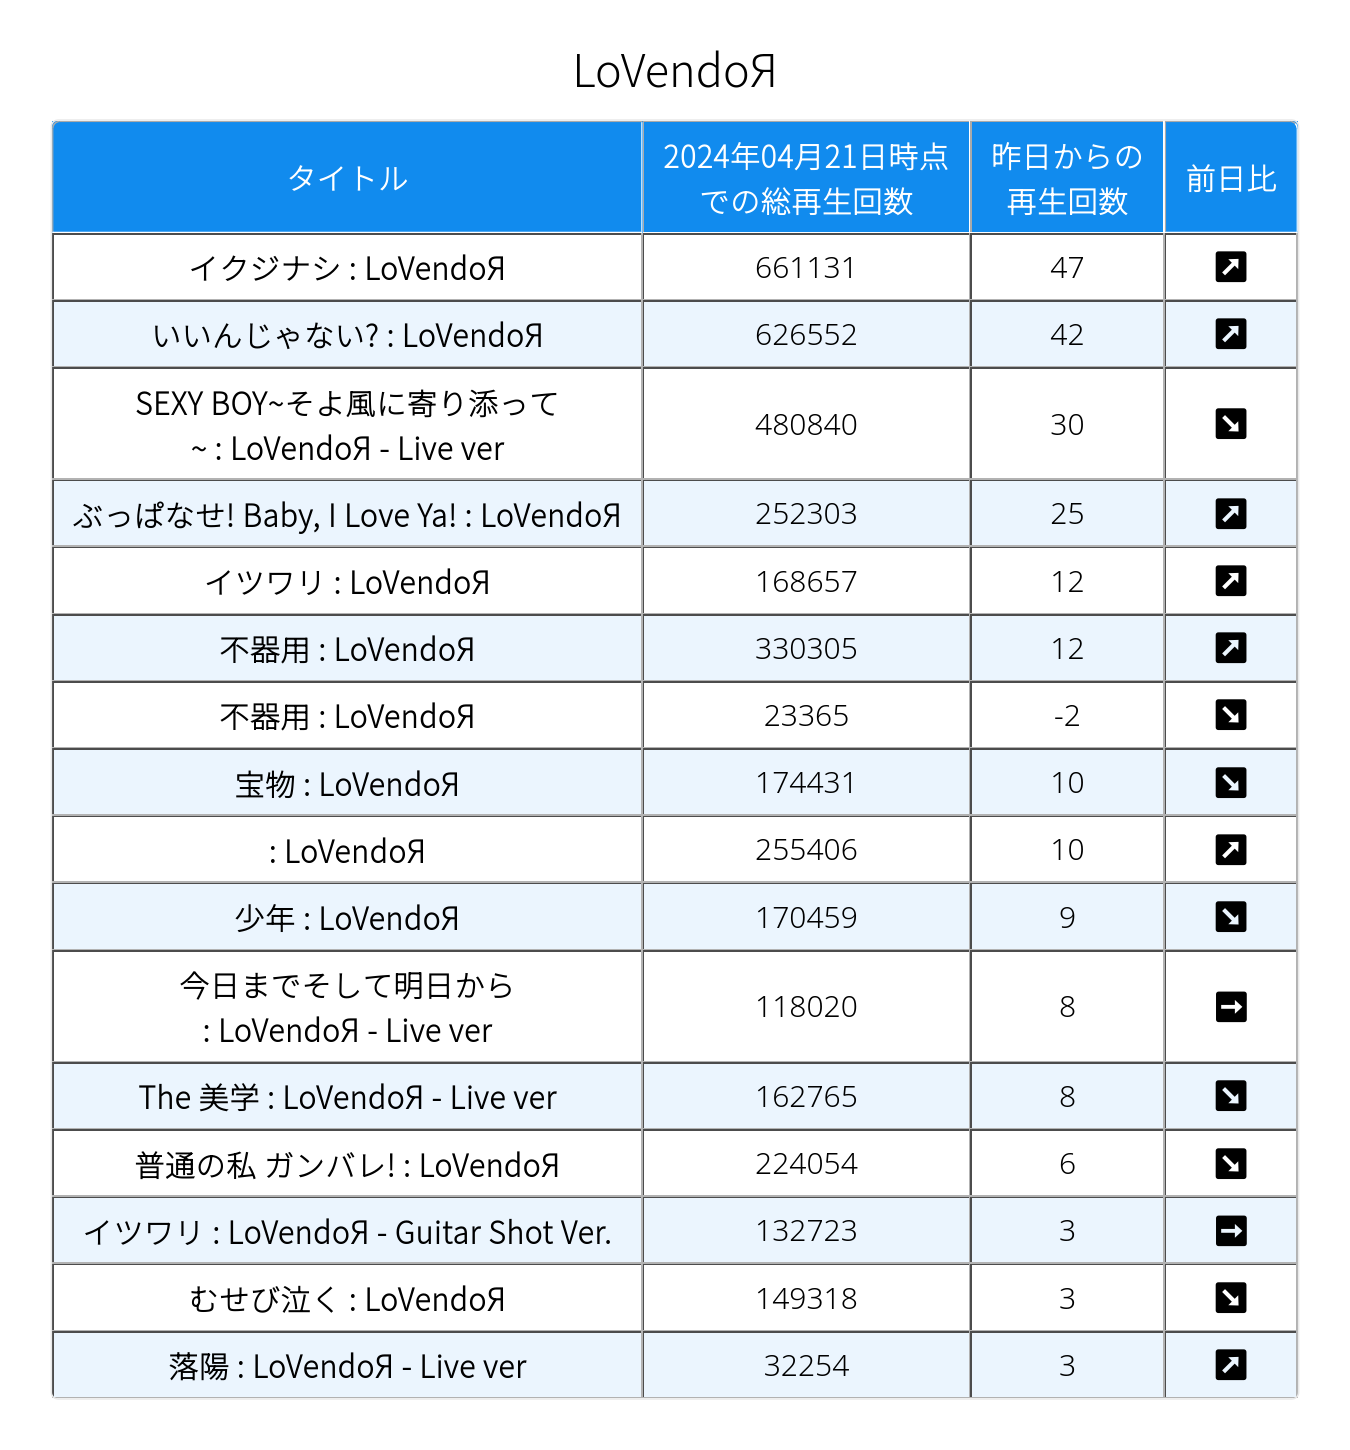 LoVendoЯ
タイトル
2024年04月21日時点
での総再生回数
昨日からの
再生回数
前日比
イクジナシ : LoVendoЯ 661131 47 ↗
いいんじゃない? : LoVendoЯ 626552 42 ↗
SEXY BOY~そよ風に寄り添って
~ : LoVendoЯ - Live ver 480840 30 ↘
ぶっぱなせ! Baby, I Love Ya! : LoVendoЯ 252303 25 ↗
イツワリ : LoVendoЯ 168657 12 ↗
不器用 : LoVendoЯ 330305 12 ↗
不器用 : LoVendoЯ 23365 -2 ↘
宝物 : LoVendoЯ 174431 10 ↘
: LoVendoЯ 255406 10 ↗
少年 : LoVendoЯ 170459 9 ↘
今日までそして明日から
: LoVendoЯ - Live ver 118020 8 →
The 美学 : LoVendoЯ - Live ver 162765 8 ↘
普通の私 ガンバレ! : LoVendoЯ 224054 6 ↘
イツワリ : LoVendoЯ - Guitar Shot Ver. 132723 3 →
むせび泣く : LoVendoЯ 149318 3 ↘
落陽 : LoVendoЯ - Live ver 32254 3 ↗